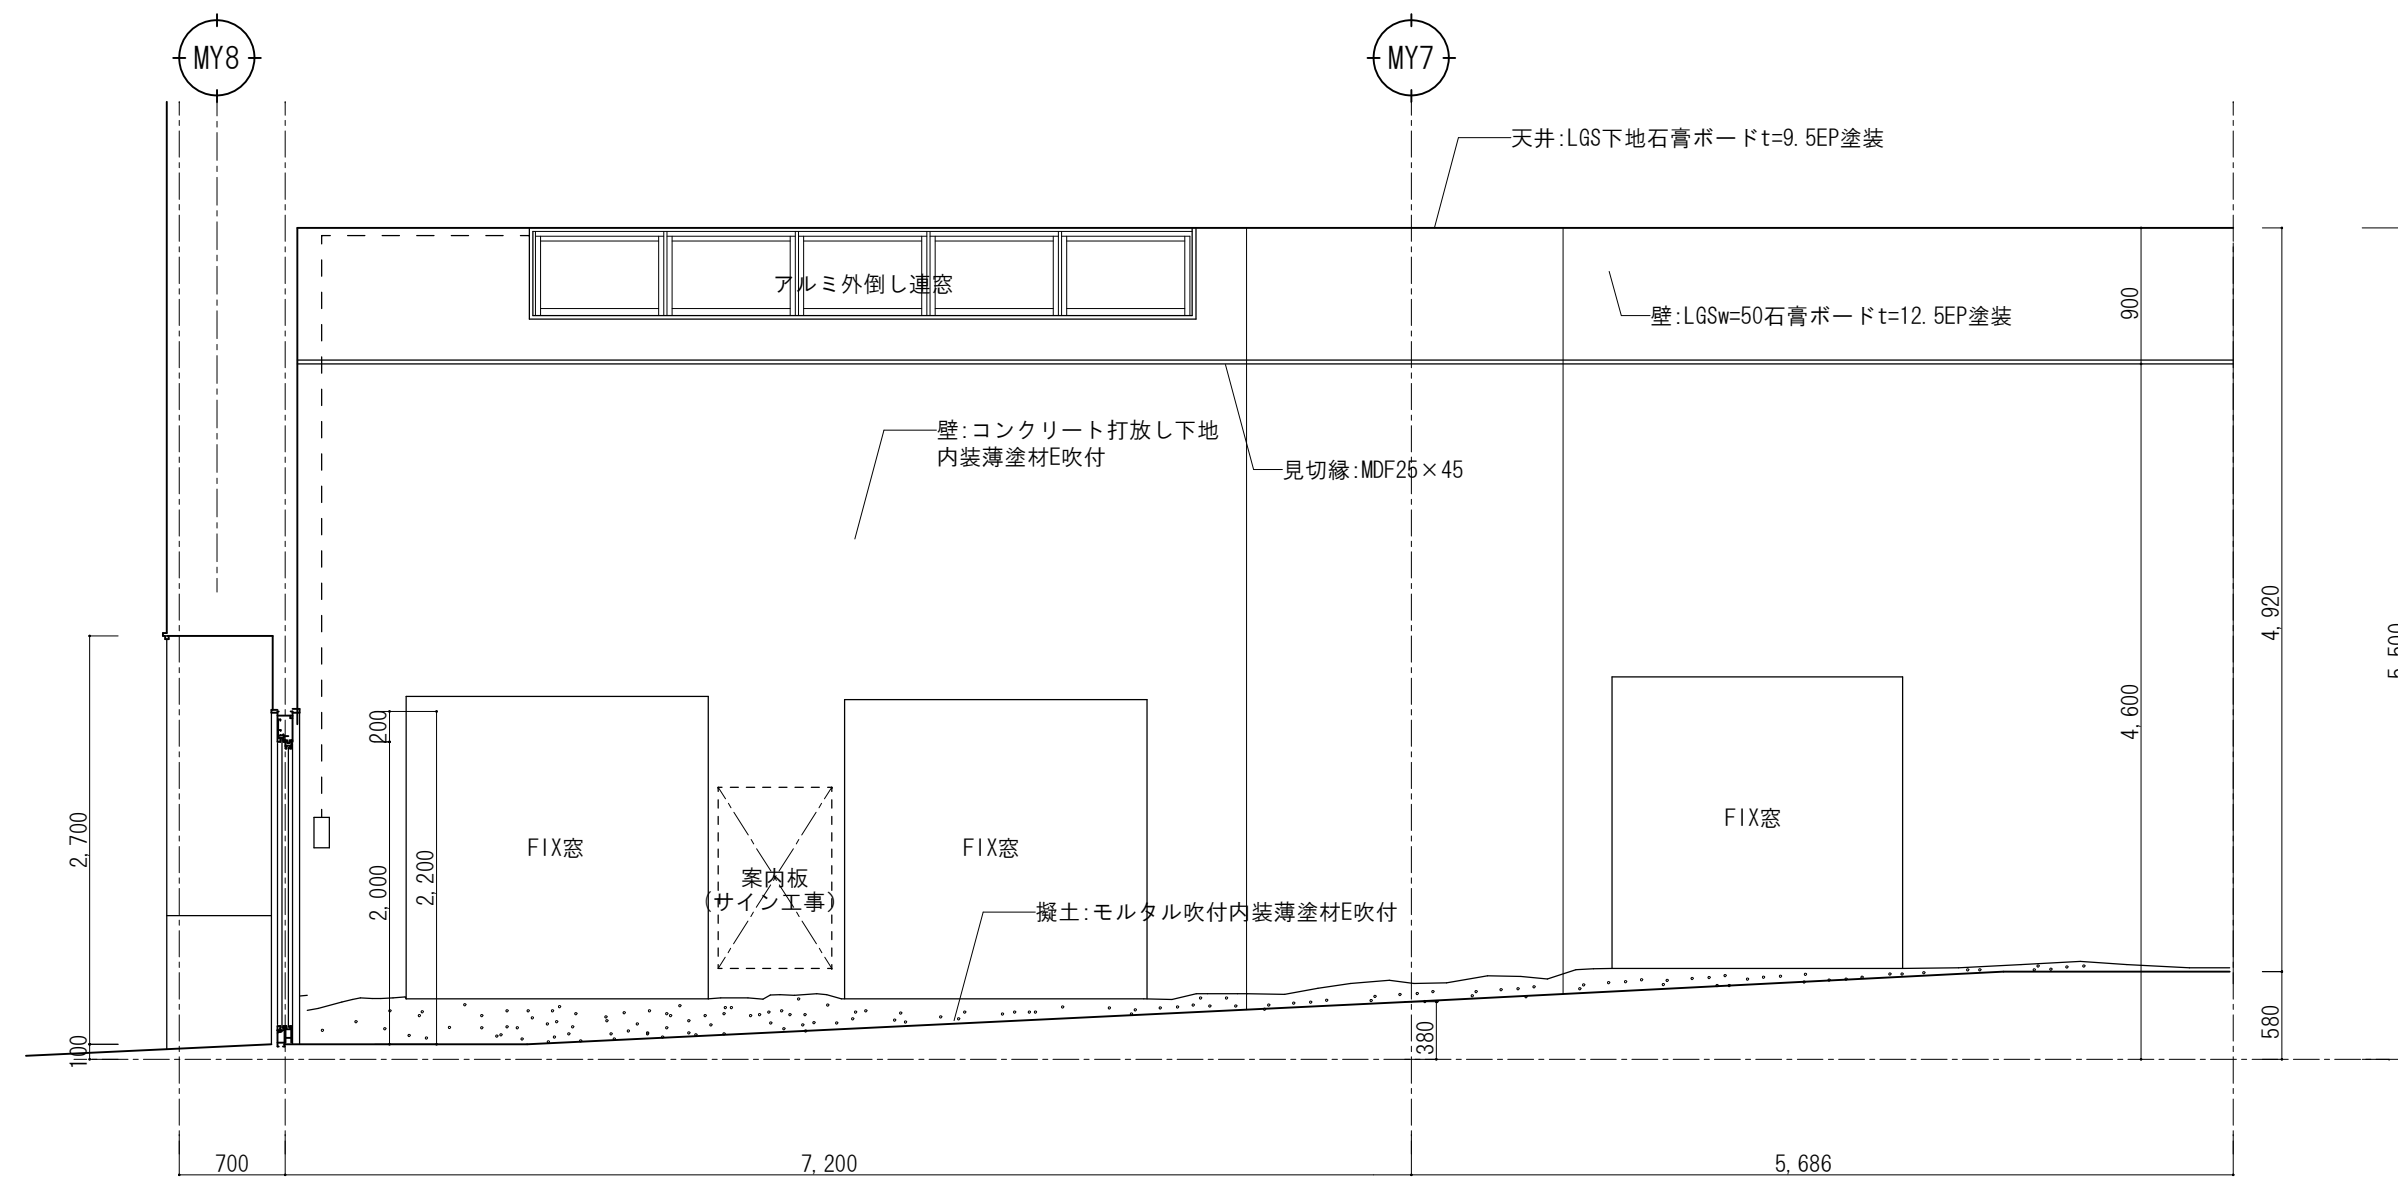 MY8
MY7
天井:LGS下地石膏ボードt=9.5EP塗装
アルミ外倒し連窓
壁:LGSw=50石膏ボードt=12.5EP塗装
900
壁:コンクリート打放し下地
内装薄塗材E吹付
見切縁:MDF25×45
4,920
5,500
4,600
200
2,700
2,000
2,200
FIX窓
FIX窓
FIX窓
案内板
(サイン工事)
擬土:モルタル吹付内装薄塗材E吹付
100
380
580
700
7,200
5,686